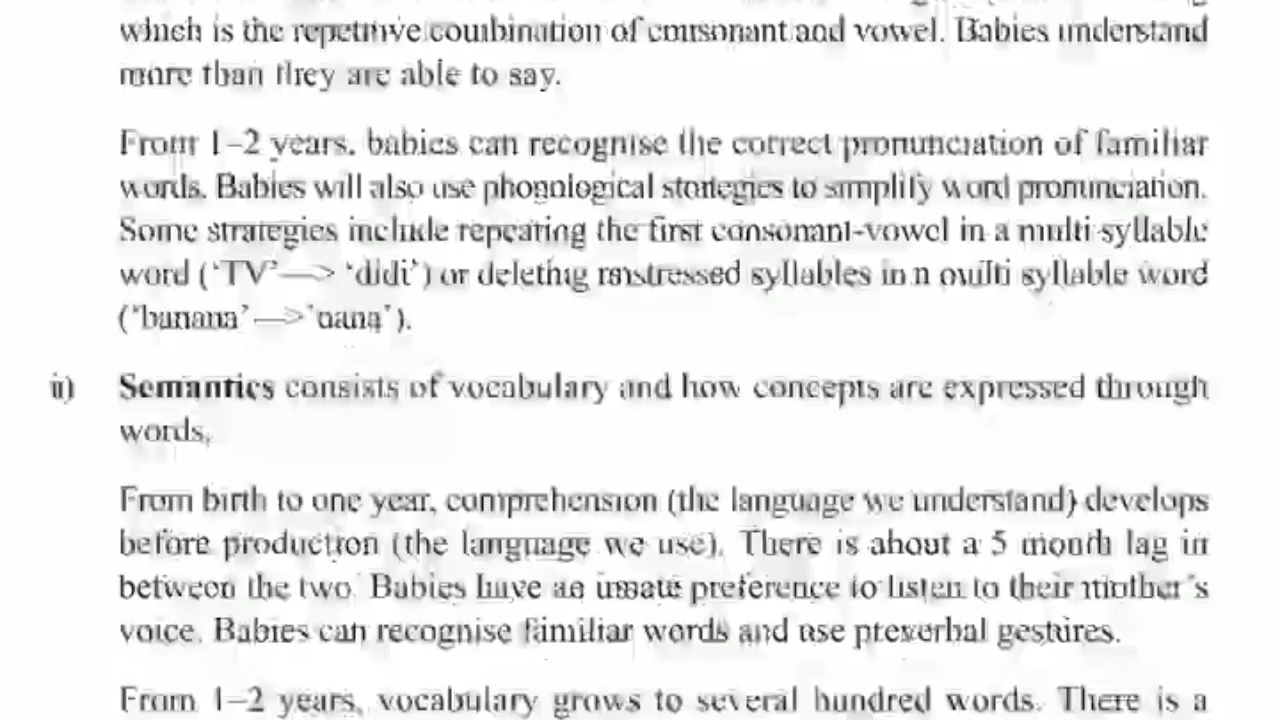 which is the repetitive combination of consonant and vowel. Babies understand
more than they are able to say.
From 1–2 years, babies can recognise the correct pronunciation of familiar
words. Babies will also use phonological strategies to simplify word pronunciation.
Some strategies include repeating the first consonant-vowel in a multi syllable
word ('TV' —> 'didi') or deleting unstressed syllables in a multi syllable word
('banana' —> 'nana').
ii) Semantics consists of vocabulary and how concepts are expressed through
words.
From birth to one year, comprehension (the language we understand) develops
before production (the language we use). There is about a 5 month lag in
between the two. Babies have an innate preference to listen to their mother's
voice. Babies can recognise familiar words and use preverbal gestures.
From 1–2 years, vocabulary grows to several hundred words. There is a